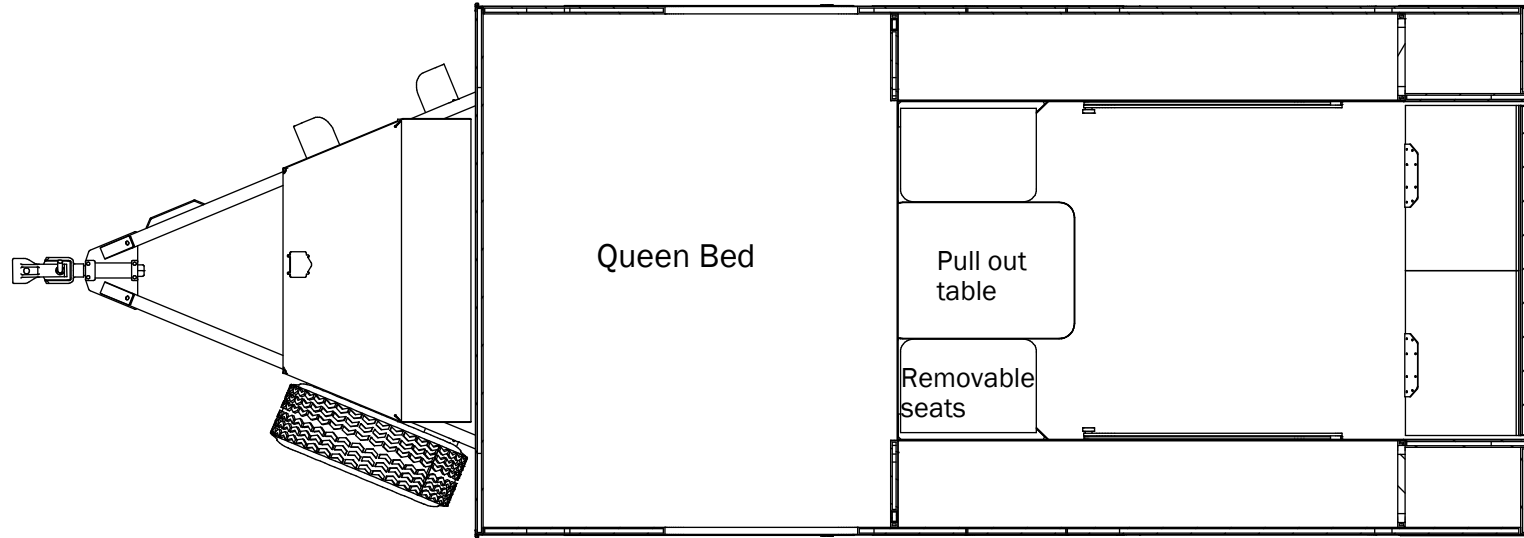 Queen Bed
Pull out
table
Removable
seats